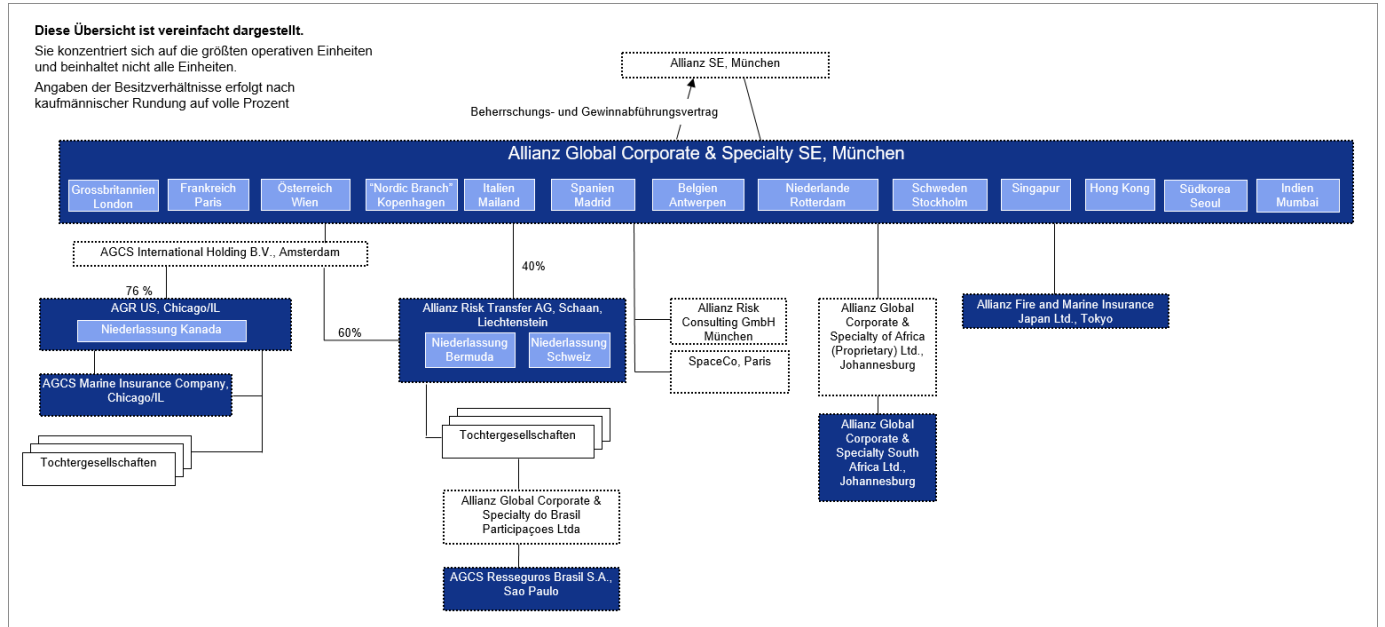 Diese Übersicht ist vereinfacht dargestellt.
Sie konzentriert sich auf die größten operativen Einheiten
und beinhaltet nicht alle Einheiten.
Angaben der Besitzverhältnisse erfolgt nach
kaufmännischer Rundung auf volle Prozent
Allianz SE, München
Beherrschungs- und Gewinnabführungsvertrag
Allianz Global Corporate & Specialty SE, München
Grossbritannien
London
Frankreich
Paris
Österreich
Wien
“Nordic Branch”
Kopenhagen
Italien
Mailand
Spanien
Madrid
Belgien
Antwerpen
Niederlande
Rotterdam
Schweden
Stockholm
Singapur
Hong Kong
Südkorea
Seoul
Indien
Mumbai
AGCS International Holding B.V., Amsterdam
40%
76 %
60%
AGR US, Chicago/IL
Niederlassung Kanada
AGCS Marine Insurance Company,
Chicago/IL
Tochtergesellschaften
Allianz Risk Transfer AG, Schaan,
Liechtenstein
Niederlassung
Bermuda
Niederlassung
Schweiz
Tochtergesellschaften
Allianz Global Corporate &
Specialty do Brasil
Participaçoes Ltda
AGCS Resseguros Brasil S.A.,
Sao Paulo
Allianz Risk
Consulting GmbH
München
SpaceCo, Paris
Allianz Global
Corporate &
Specialty of Africa
(Proprietary) Ltd.,
Johannesburg
Allianz Global
Corporate &
Specialty South
Africa Ltd.,
Johannesburg
Allianz Fire and Marine Insurance
Japan Ltd., Tokyo